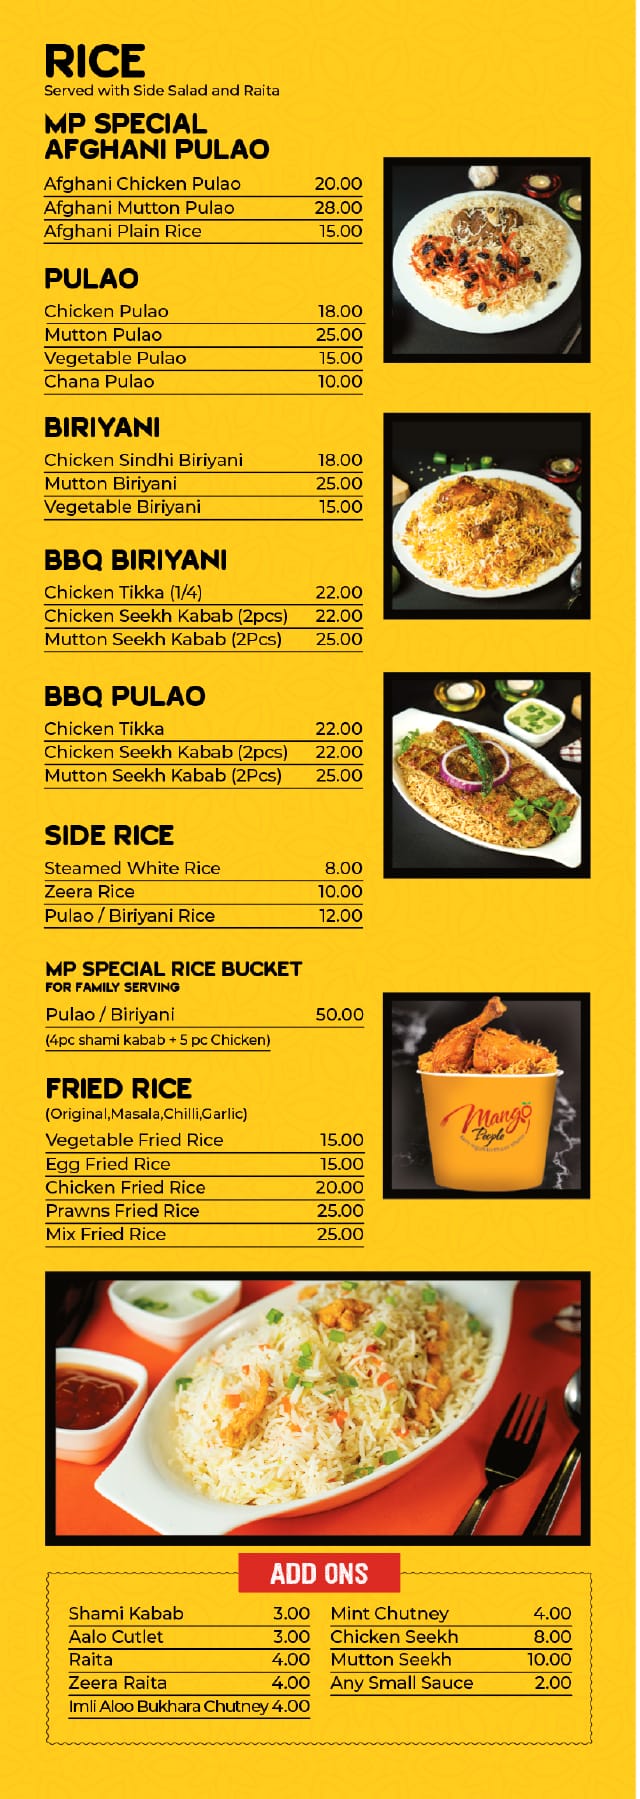 RICE
Served with Side Salad and Raita
MP SPECIAL
AFGHANI PULAO
Afghani Chicken Pulao 20.00
Afghani Mutton Pulao 28.00
Afghani Plain Rice 15.00
PULAO
Chicken Pulao 18.00
Mutton Pulao 25.00
Vegetable Pulao 15.00
Chana Pulao 10.00
BIRIYANI
Chicken Sindhi Biriyani 18.00
Mutton Biriyani 25.00
Vegetable Biriyani 15.00
BBQ BIRIYANI
Chicken Tikka (1/4) 22.00
Chicken Seekh Kabab (2pcs) 22.00
Mutton Seekh Kabab (2Pcs) 25.00
BBQ PULAO
Chicken Tikka 22.00
Chicken Seekh Kabab (2pcs) 22.00
Mutton Seekh Kabab (2Pcs) 25.00
SIDE RICE
Steamed White Rice 8.00
Zeera Rice 10.00
Pulao / Biriyani Rice 12.00
MP SPECIAL RICE BUCKET
FOR FAMILY SERVING
Pulao / Biriyani 50.00
(4pc shami kabab + 5 pc Chicken)
Mango
People
FRIED RICE
(Original,Masala,Chilli,Garlic)
Vegetable Fried Rice 15.00
Egg Fried Rice 15.00
Chicken Fried Rice 20.00
Prawns Fried Rice 25.00
Mix Fried Rice 25.00
ADD ONS
Shami Kabab 3.00
Aalo Cutlet 3.00
Raita 4.00
Zeera Raita 4.00
Imli Aloo Bukhara Chutney 4.00
Mint Chutney 4.00
Chicken Seekh 8.00
Mutton Seekh 10.00
Any Small Sauce 2.00